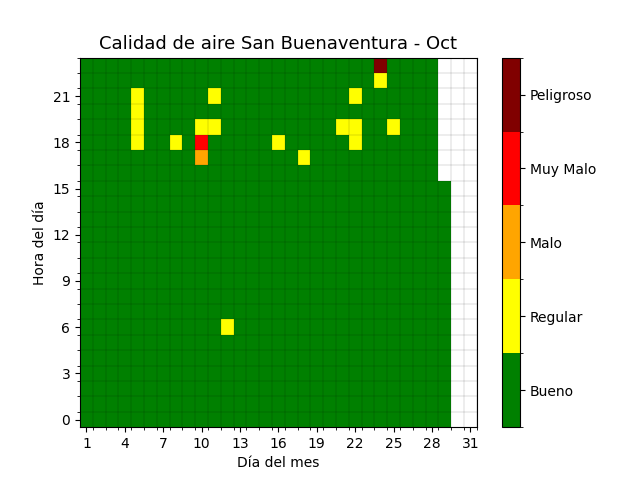 Calidad de aire San Buenaventura - Oct
Hora del día
21
18
15
12
9
6
3
0
1 4 7 10 13 16 19 22 25 28 31
Día del mes
Peligroso
Muy Malo
Malo
Regular
Bueno